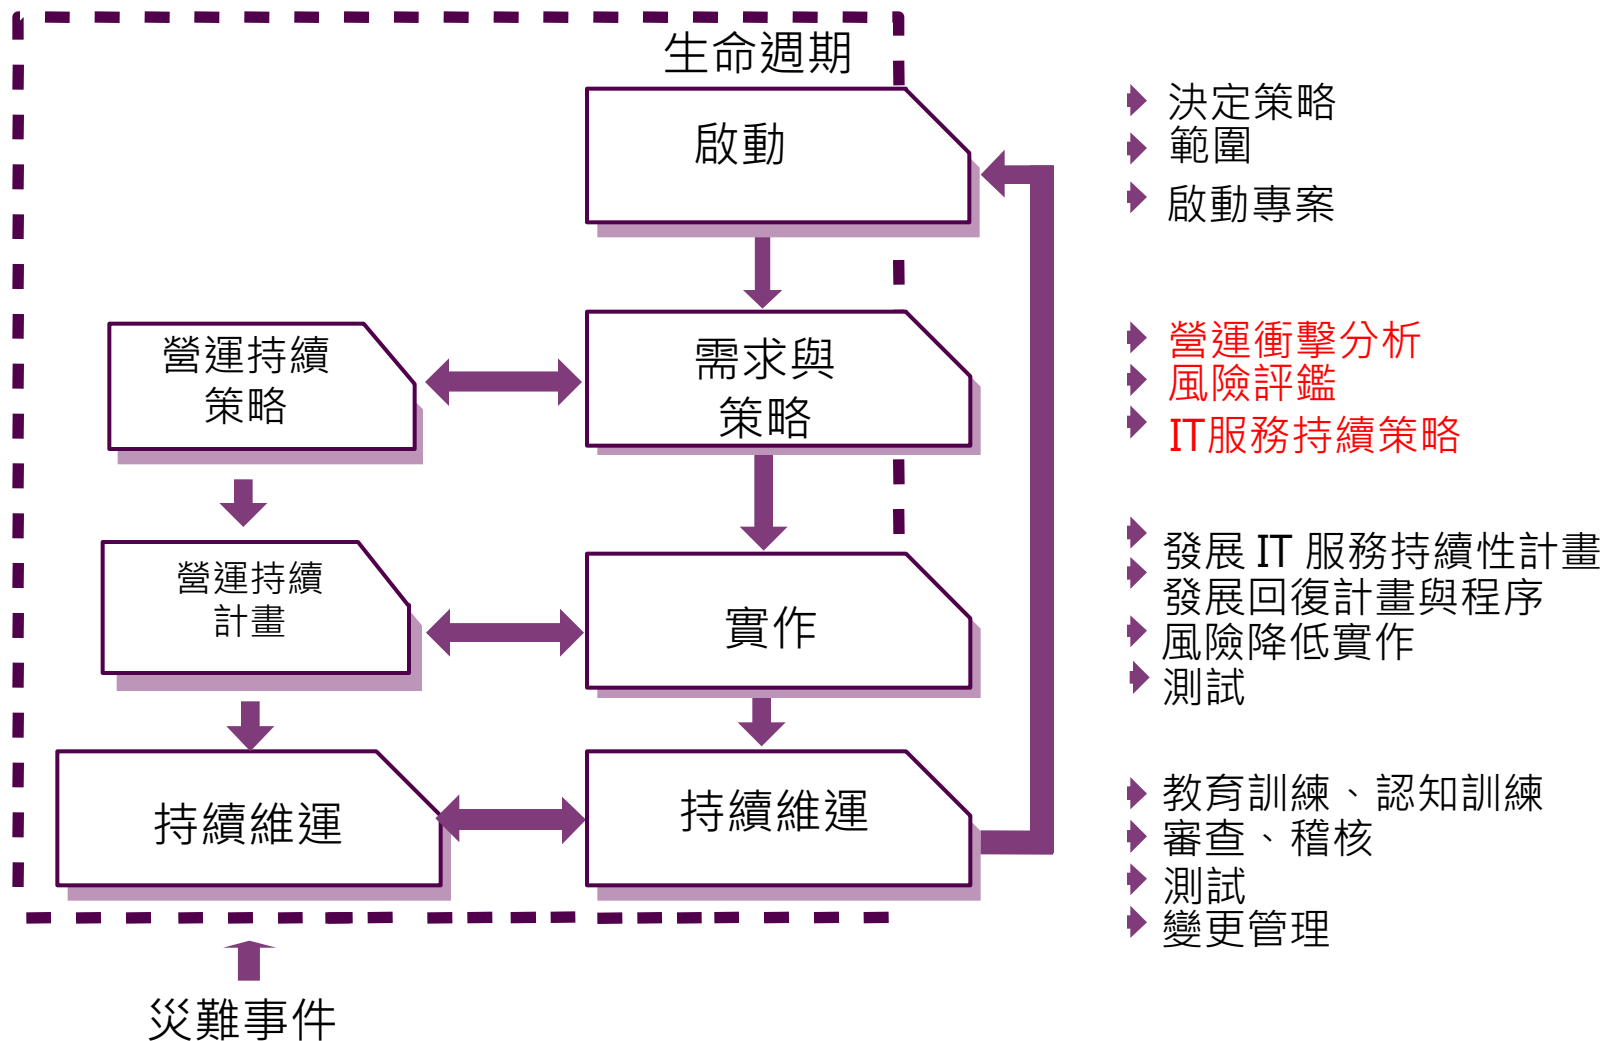 生命週期
啟動
決定策略
範圍
啟動專案
營運持續
策略
需求與
策略
營運衝擊分析
風險評鑑
IT服務持續策略
營運持續
計畫
實作
發展 IT 服務持續性計畫
發展回復計畫與程序
風險降低實作
測試
持續維運
持續維運
教育訓練、認知訓練
審查、稽核
測試
變更管理
災難事件